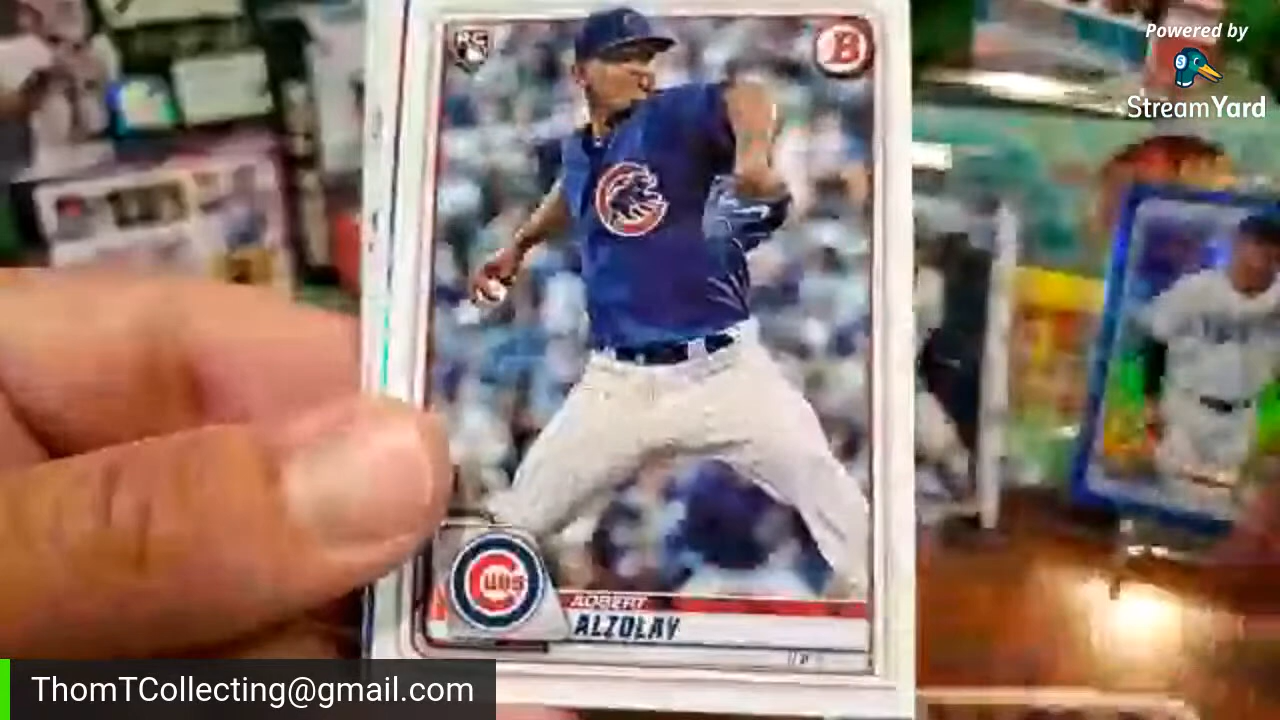 Powered by
StreamYard
RC
B
CUBS
ADBERT
ALZOLAY
ThomTCollecting@gmail.com